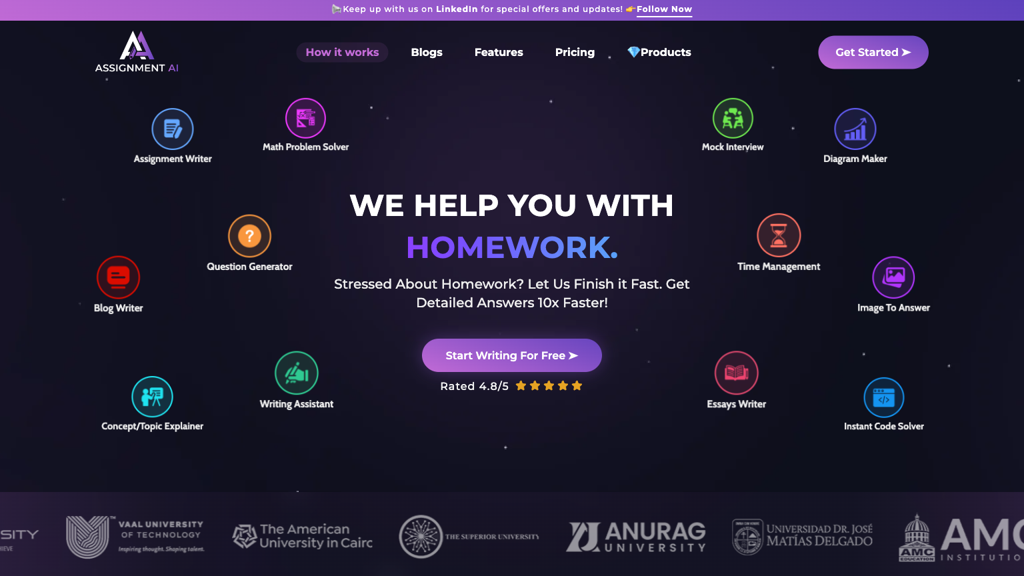 Keep up with us on LinkedIn for special offers and updates! Follow Now
ASSIGNMENT AI
How it works
Blogs
Features
Pricing
Products
Get Started ➤
Assignment Writer
Math Problem Solver
Mock Interview
Diagram Maker
WE HELP YOU WITH
HOMEWORK.
Question Generator
Time Management
Stressed About Homework? Let Us Finish it Fast. Get
Detailed Answers 10x Faster!
Blog Writer
Image To Answer
Start Writing For Free ➤
Rated 4.8/5
Writing Assistant
Essays Writer
Concept/Topic Explainer
Instant Code Solver
SITY
IEVE
VAAL UNIVERSITY
OF TECHNOLOGY
Inspiring thought. Shaping talent.
The American
University in Cairc
THE SUPERIOR UNIVERSITY
ANURAG
UNIVERSITY
UNIVERSIDAD DR. JOSÉ
MATÍAS DELGADO
AMC
EDUCATION
AMC
INSTITUTIO